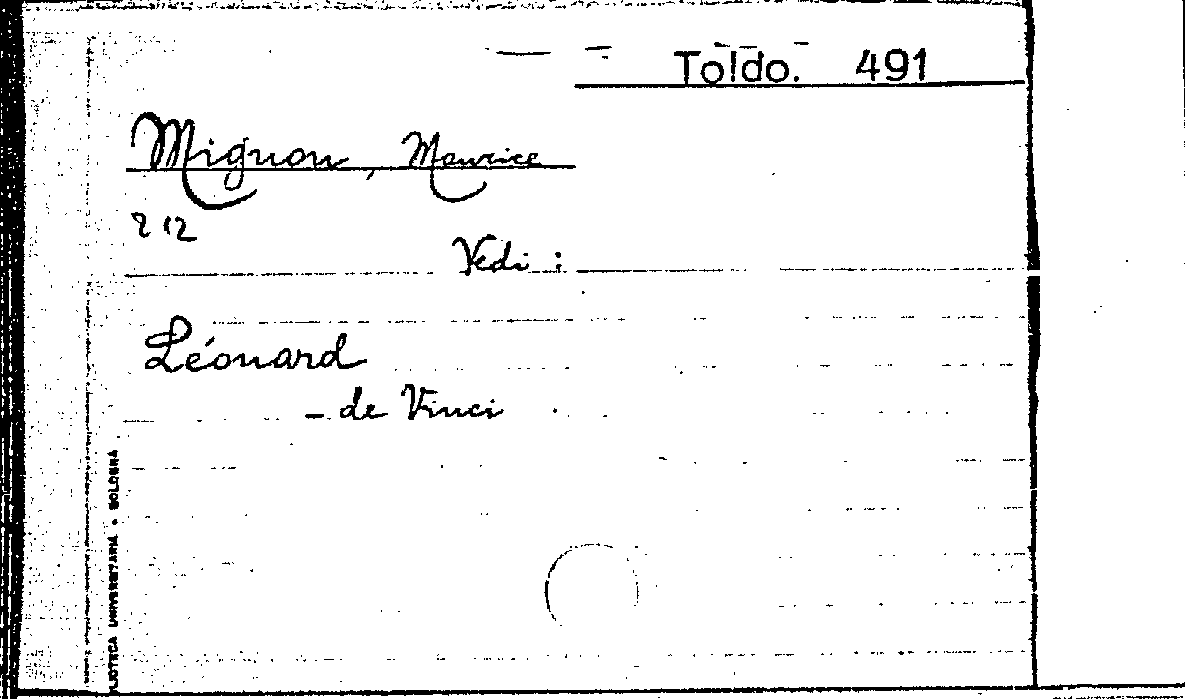 Toldo. 491
Mignon, Maurice
212
Vedi:
Léonard
- de Vinci
BIBLIOTECA UNIVERSITARIA • BOLOGNA